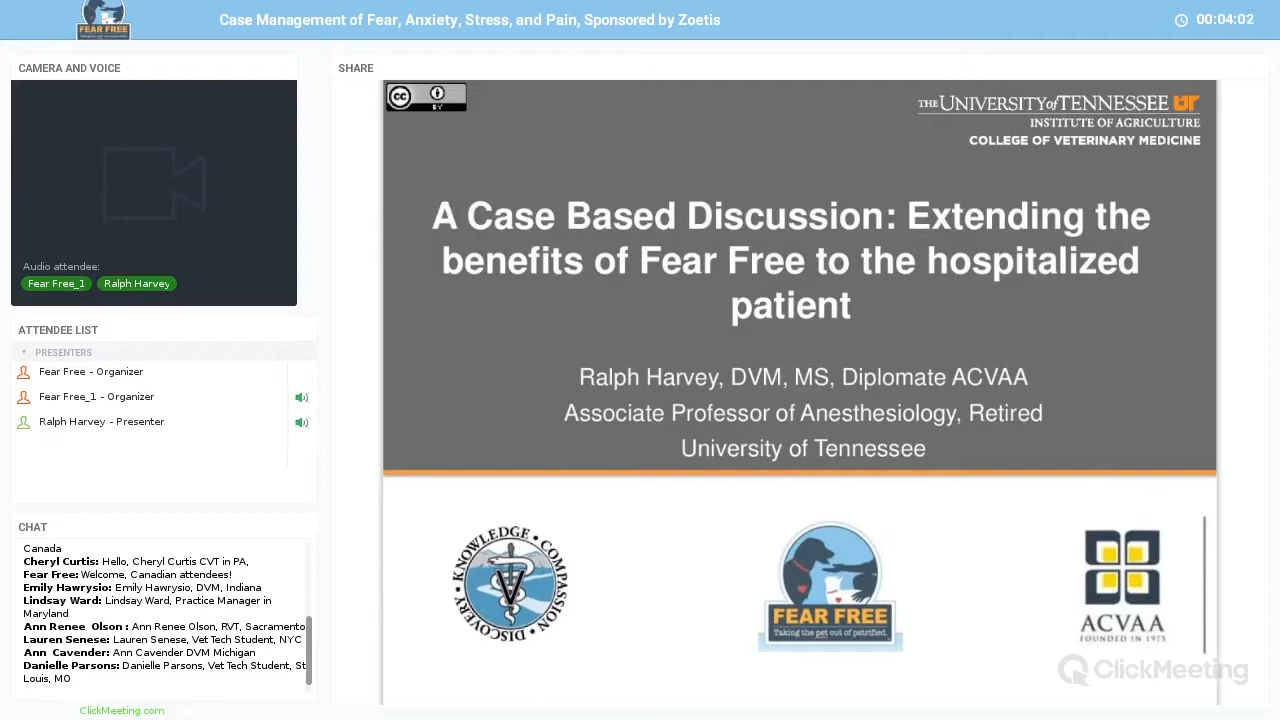 FEAR FREE
Case Management of Fear, Anxiety, Stress, and Pain, Sponsored by Zoetis
00:04:02
CAMERA AND VOICE
Audio attendee:
Fear Free_1
Ralph Harvey
ATTENDEE LIST
PRESENTERS
Fear Free - Organizer
Fear Free_1 - Organizer
Ralph Harvey - Presenter
CHAT
Canada
Cheryl Curtis: Hello, Cheryl Curtis CVT in PA,
Fear Free: Welcome, Canadian attendees!
Emily Hawrysio: Emily Hawrysio, DVM, Indiana
Lindsay Ward: Lindsay Ward, Practice Manager in
Maryland
Ann Renee Olson : Ann Renee Olson, RVT, Sacramento
Lauren Senese: Lauren Senese, Vet Tech Student, NYC
Ann Cavender: Ann Cavender DVM Michigan
Danielle Parsons: Danielle Parsons, Vet Tech Student, St
Louis, MO
ClickMeeting.com
SHARE
cc
BY
THE UNIVERSITY of TENNESSEE UT
INSTITUTE OF AGRICULTURE
COLLEGE OF VETERINARY MEDICINE
A Case Based Discussion: Extending the
benefits of Fear Free to the hospitalized
patient
Ralph Harvey, DVM, MS, Diplomate ACVAA
Associate Professor of Anesthesiology, Retired
University of Tennessee
KNOWLEDGE • COMPASSION • DISCOVERY •
V
FEAR FREE
Taking the pet out of petrified.
ACVAA
FOUNDED IN 1975
ClickMeeting